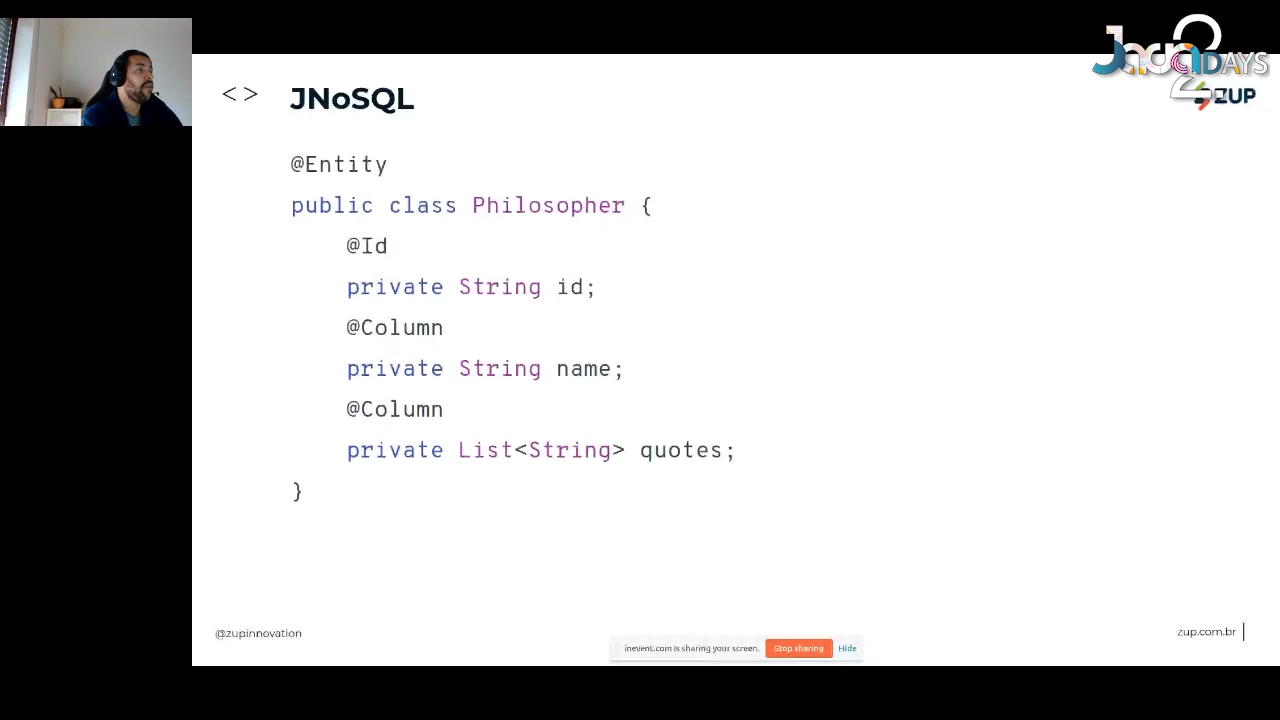 DAYS
ZUP
<> JNoSQL
@Entity
public class Philosopher {
@Id
private String id;
@Column
private String name;
@Column
private List<String> quotes;
}
@zupinnovation
zup.com.br
inevent.com is sharing your screen. Stop sharing Hide